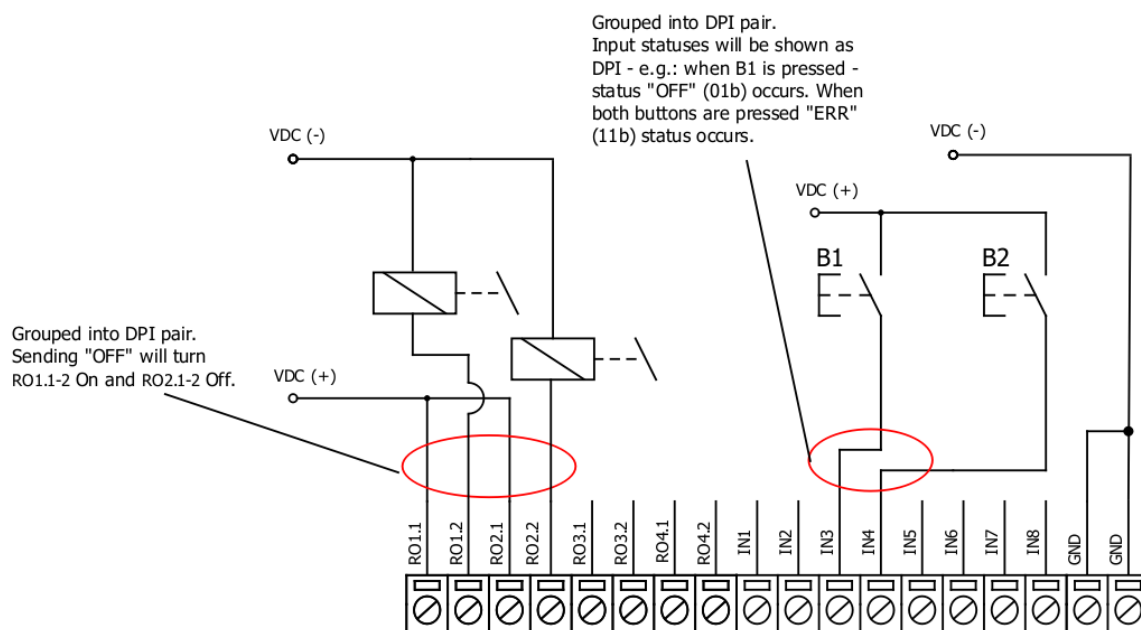 Grouped into DPI pair.
Input statuses will be shown as
DPI - e.g.: when B1 is pressed -
status "OFF" (01b) occurs. When
both buttons are pressed "ERR"
(11b) status occurs.
VDC (-)
VDC (-)
VDC (+)
B1
B2
Grouped into DPI pair.
Sending "OFF" will turn
RO1.1-2 On and RO2.1-2 Off.
VDC (+)
RO1.1
RO1.2
RO2.1
RO2.2
RO3.1
RO3.2
RO4.1
RO4.2
IN1
IN2
IN3
IN4
IN5
IN6
IN7
IN8
GND
GND